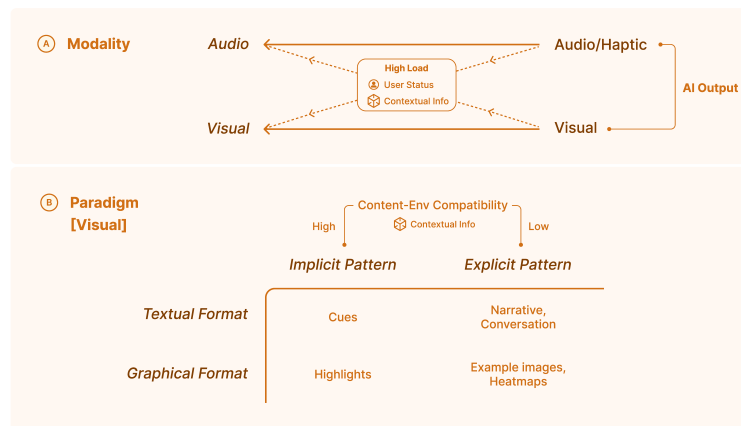 A Modality
Audio
Audio/Haptic
High Load
User Status
Contextual Info
AI Output
Visual
Visual
B Paradigm
[Visual]
Content-Env Compatibility
High
Contextual Info
Low
Implicit Pattern
Explicit Pattern
Textual Format
Cues
Narrative,
Conversation
Graphical Format
Highlights
Example images,
Heatmaps